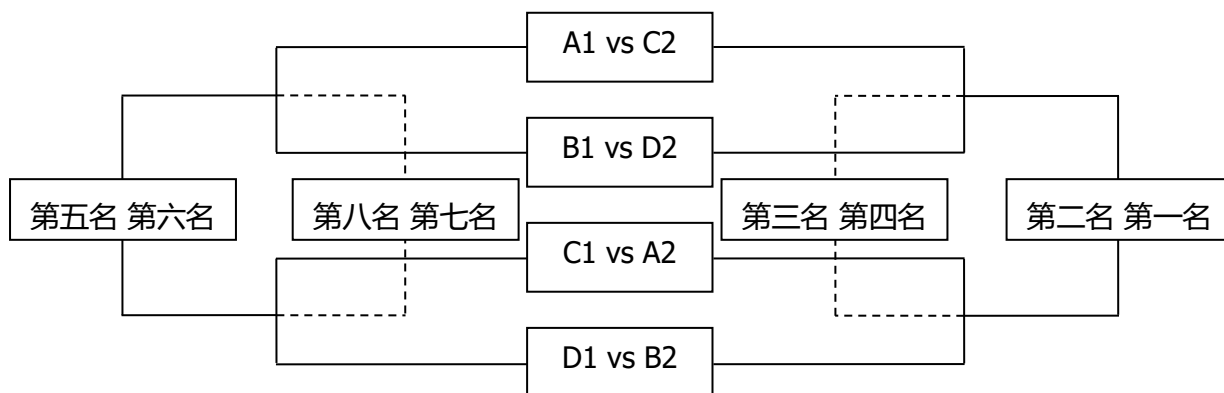 A1 vs C2
B1 vs D2
第五名 第六名
第八名 第七名
第三名 第四名
第二名 第一名
C1 vs A2
D1 vs B2